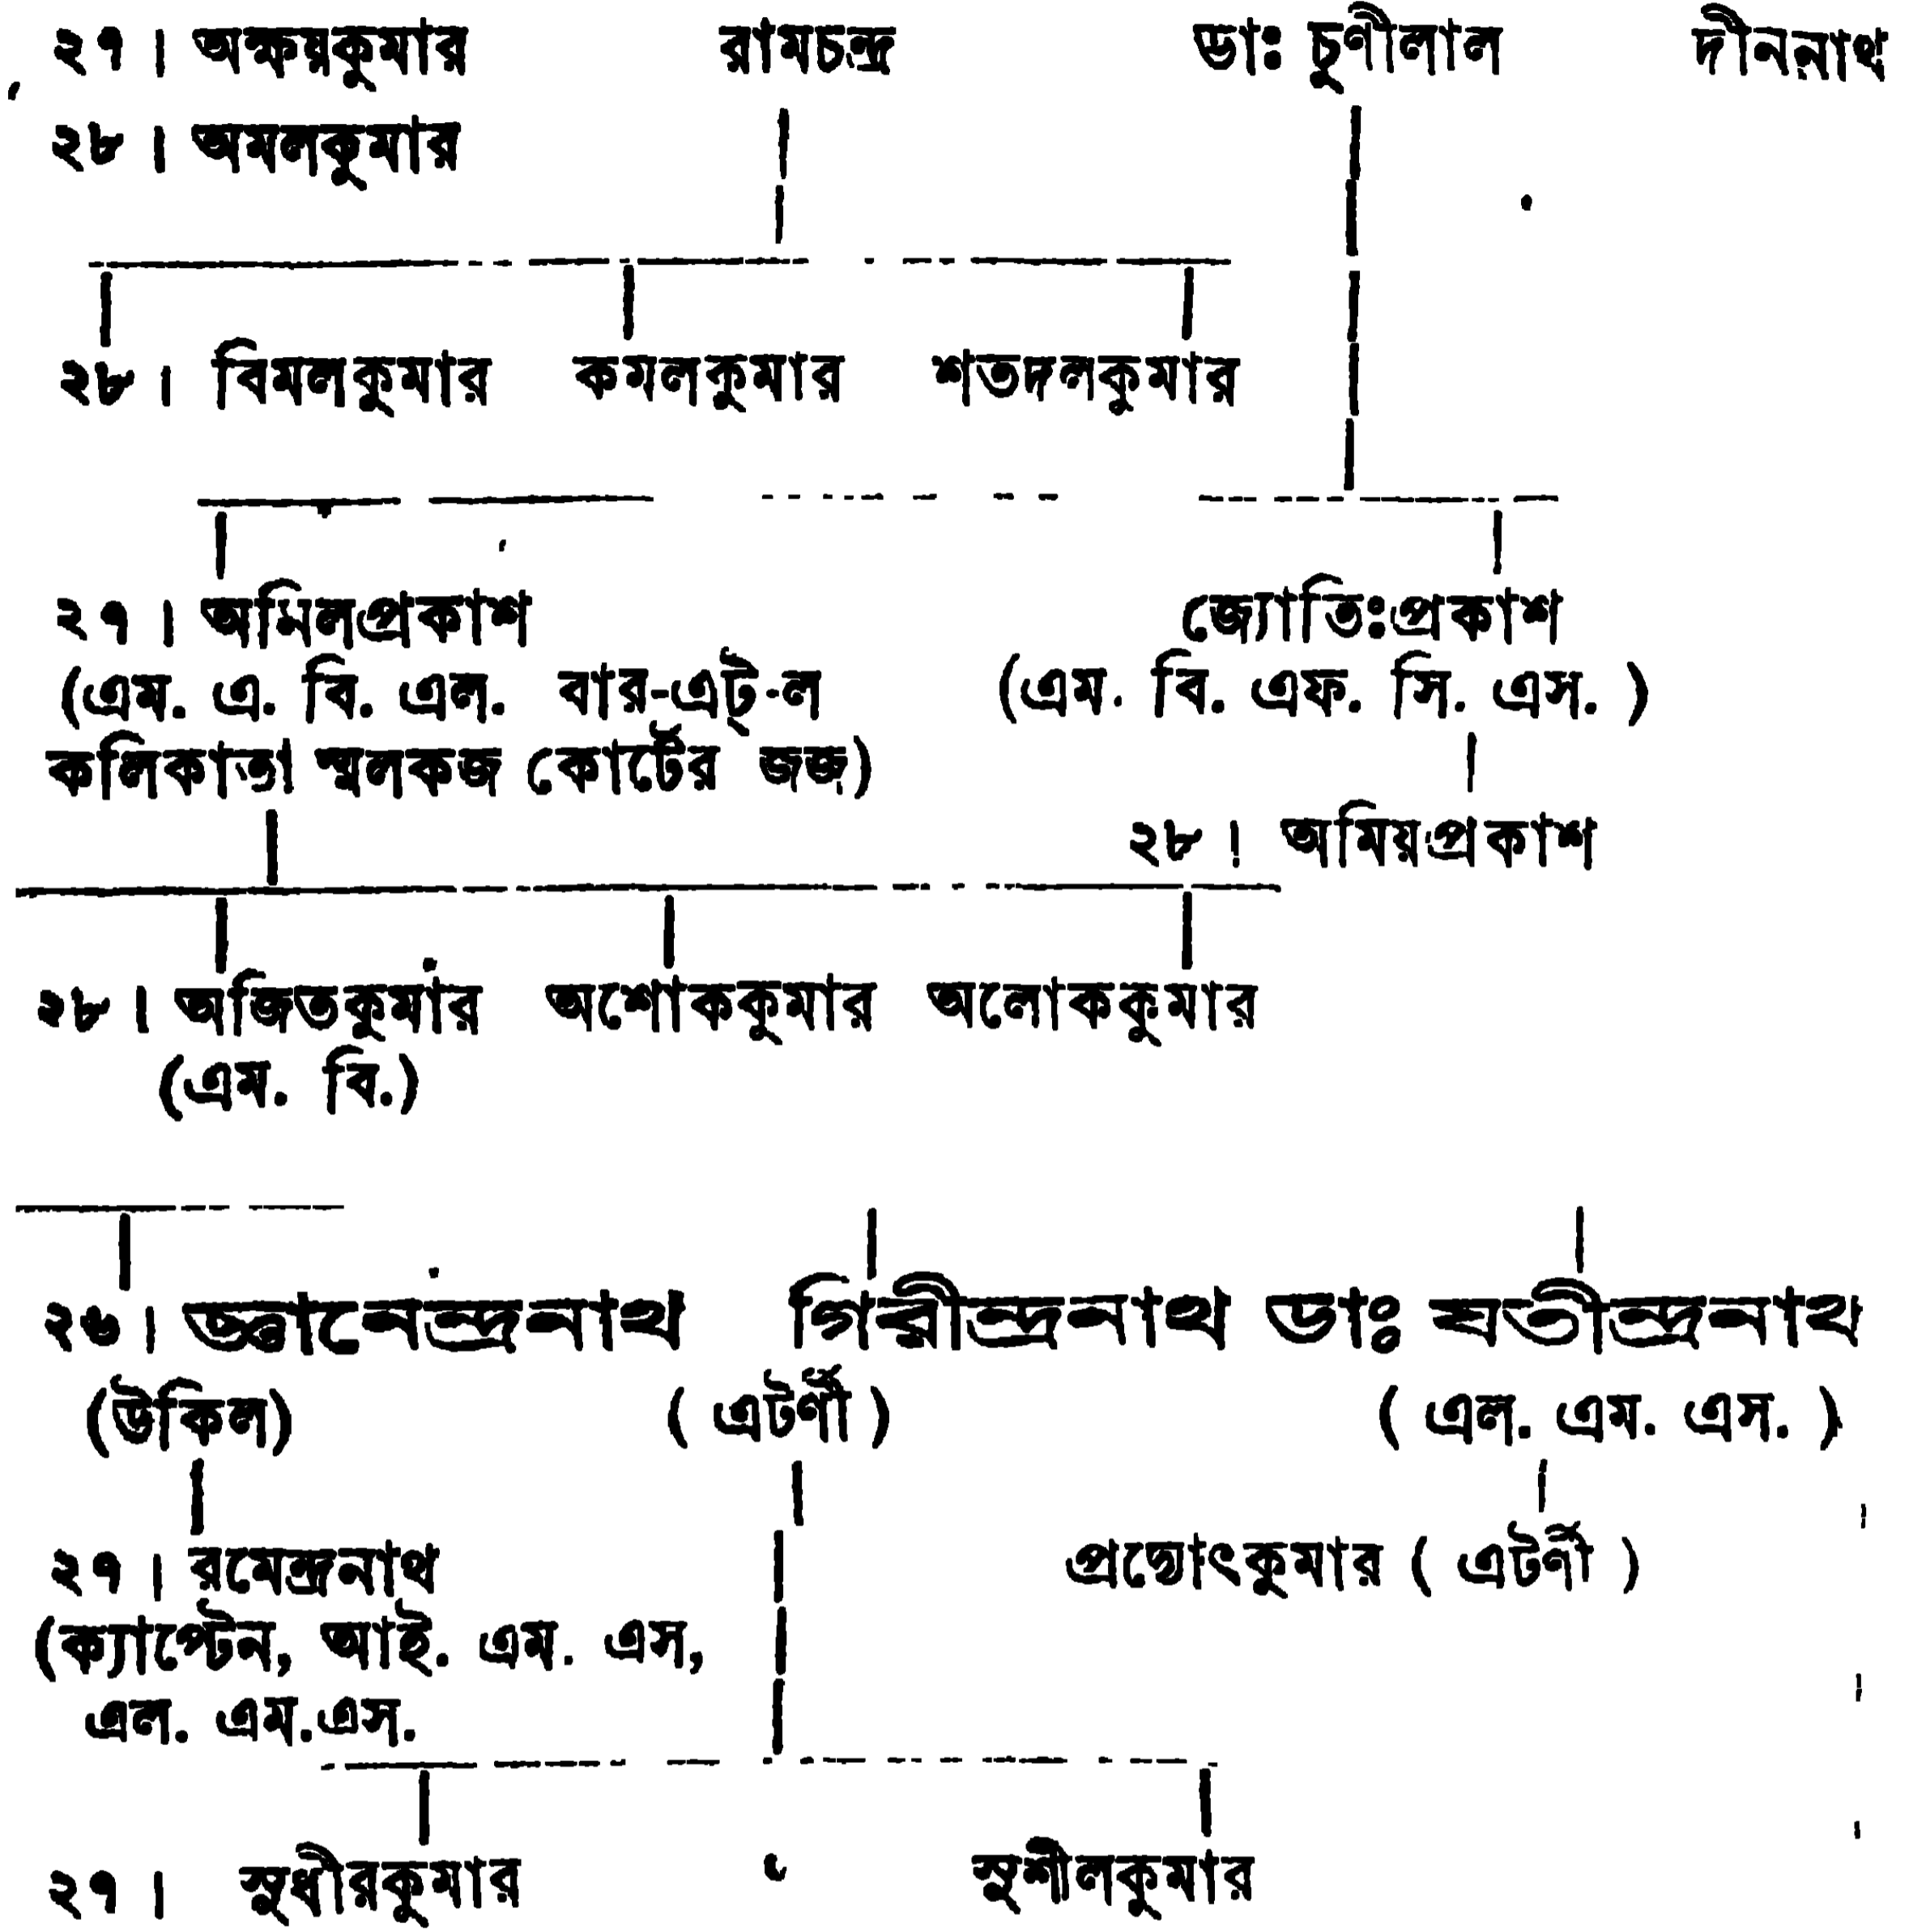 ২৭। অক্ষয়কুমার রামচন্দ্র ডাঃ চুণীলাল দীননাথ
২৮। অমলকুমার
২৮। বিমলকুমার কমলকুমার শতদলকুমার
২৭। অমিলপ্রকাশ জ্যোতিঃপ্রকাশ
(এম. এ. বি. এল. বার-এট্-ল (এম. বি. এফ. সি. এস. )
কলিকাতা স্মলকজ কোর্টের জজ)
২৮। অমিয়প্রকাশ
২৮। অজিতকুমার অশোককুমার অলোককুমার
(এম. বি.)
২৬। জ্ঞানেন্দ্রনাথ গিরীন্দ্রনাথ ডাঃ যতীন্দ্রনাথ
(উকিল) ( এটর্ণী ) ( এল. এম. এস. )
২৭। রমেন্দ্রনাথ প্রদ্যোৎকুমার ( এটর্ণী )
(ক্যাপ্টেন, আই. এম. এস,
এল. এম.এস.
২৭। সুধীরকুমার সুশীলকুমার